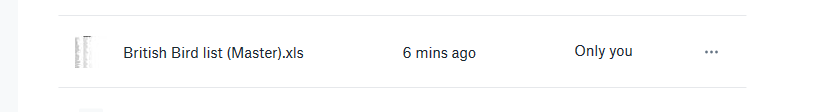 British Bird list (Master).xls 6 mins ago Only you